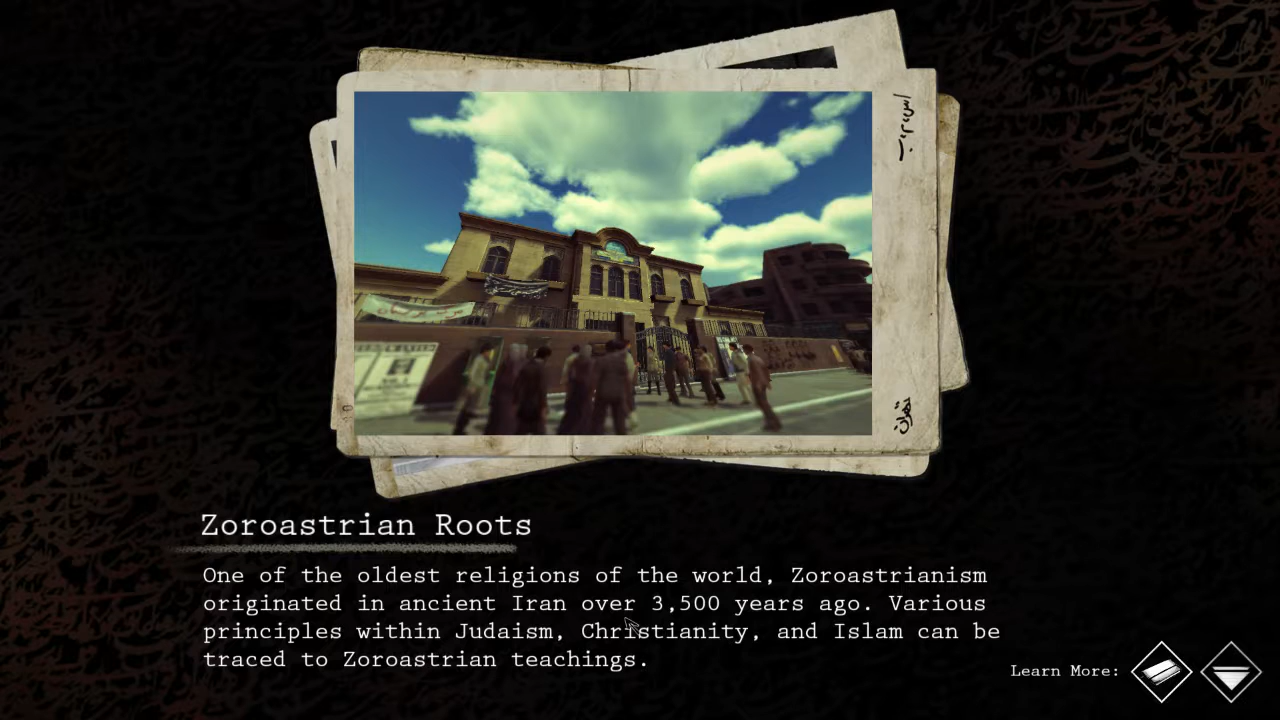 تهران
Zoroastrian Roots
One of the oldest religions of the world, Zoroastrianism
originated in ancient Iran over 3,500 years ago. Various
principles within Judaism, Christianity, and Islam can be
traced to Zoroastrian teachings.
Learn More: